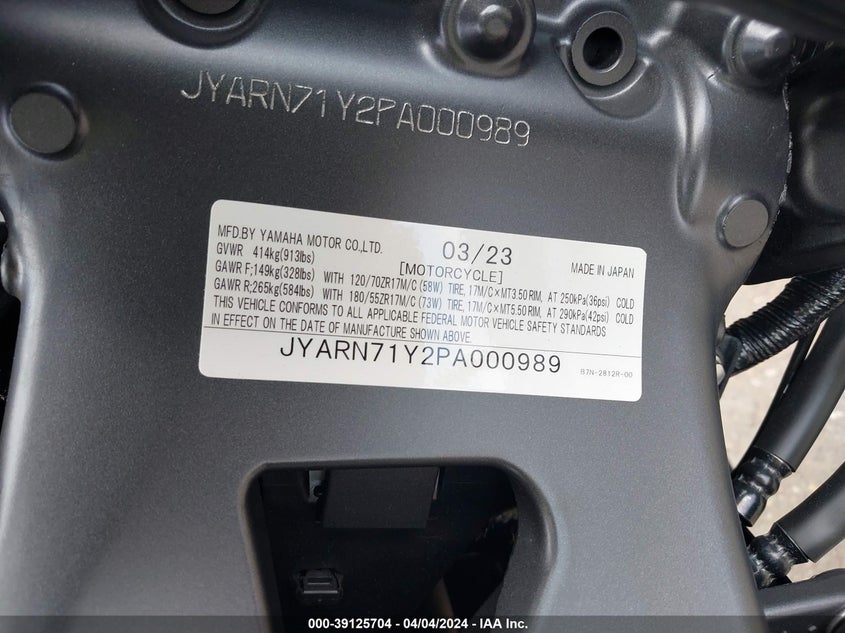 JYARN71Y2PA000989
MFD.BY YAMAHA MOTOR CO.,LTD. 03/23 MADE IN JAPAN
GVWR 414kg(913lbs) [MOTORCYCLE]
GAWR F;149kg(328lbs) WITH 120/70ZR17M/C (58W) TIRE, 17M/C×MT3.50 RIM, AT 250kPa(36psi) COLD
GAWR R;265kg(584lbs) WITH 180/55ZR17M/C (73W) TIRE, 17M/C×MT5.50 RIM, AT 290kPa(42psi) COLD
THIS VEHICLE CONFORMS TO ALL APPLICABLE FEDERAL MOTOR VEHICLE SAFETY STANDARDS
IN EFFECT ON THE DATE OF MANUFACTURE SHOWN ABOVE.
JYARN71Y2PA000989 B7N-2812R-00
000-39125704 / 04/04/2024 - IAA Inc.